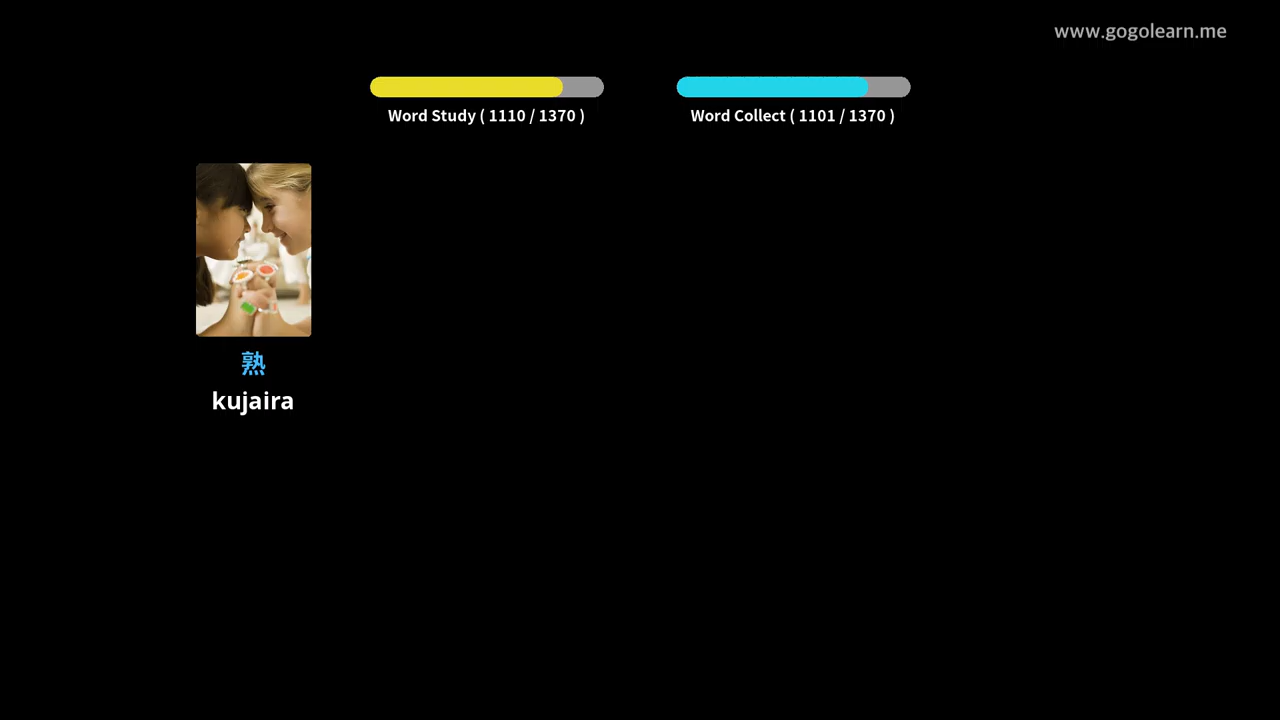 www.gogolearn.me
Word Study ( 1110 / 1370 )
Word Collect ( 1101 / 1370 )
熟
kujaira